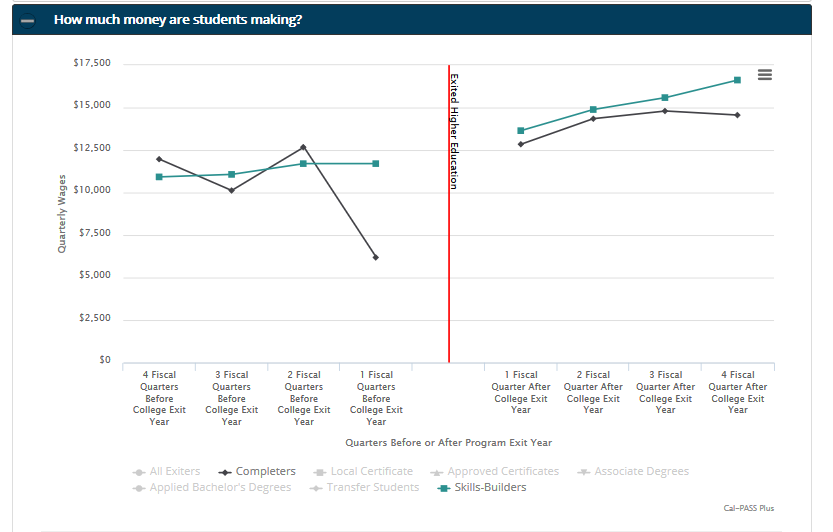 How much money are students making?
$17,500
$15,000
$12,500
$10,000
$7,500
$5,000
$2,500
$0
Quarterly Wages
Exited Higher Education
4 Fiscal
Quarters
Before
College Exit
Year
3 Fiscal
Quarters
Before
College Exit
Year
2 Fiscal
Quarters
Before
College Exit
Year
1 Fiscal
Quarters
Before
College Exit
Year
1 Fiscal
Quarter After
College Exit
Year
2 Fiscal
Quarter After
College Exit
Year
3 Fiscal
Quarter After
College Exit
Year
4 Fiscal
Quarter After
College Exit
Year
Quarters Before or After Program Exit Year
All Exiters Completers Local Certificate Approved Certificates Associate Degrees
Applied Bachelor's Degrees Transfer Students Skills-Builders
Cal-PASS Plus